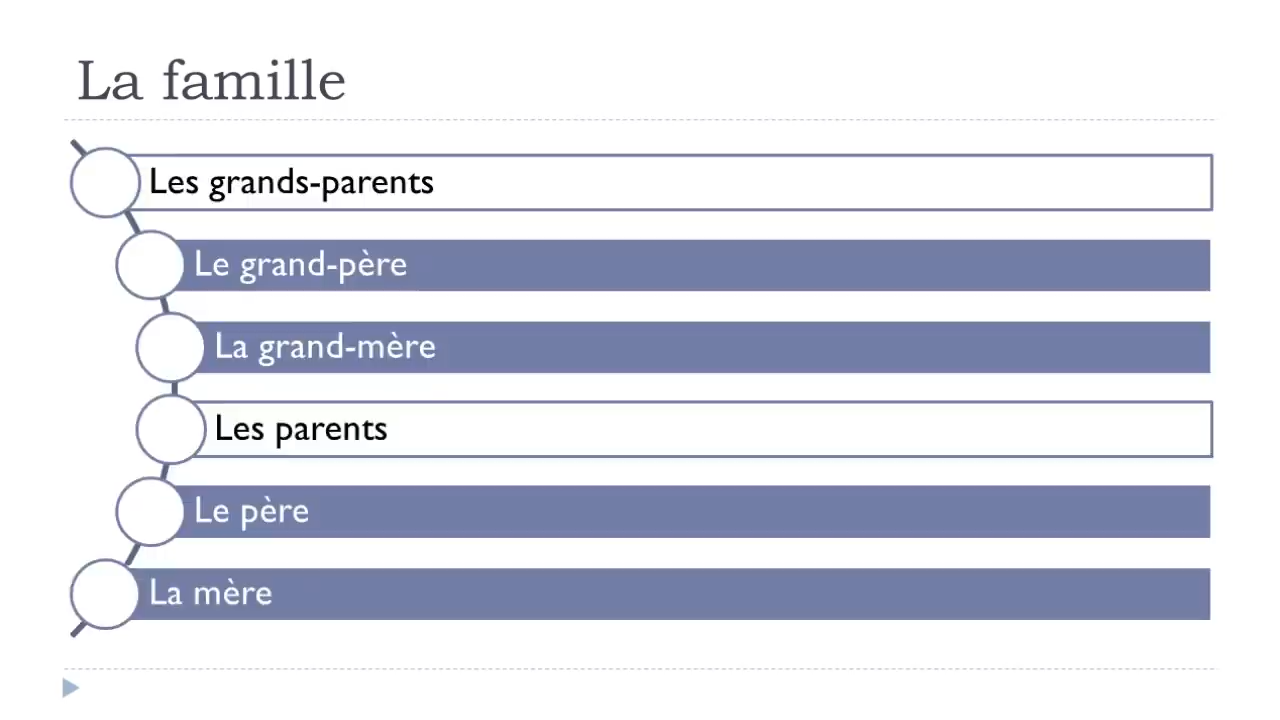 La famille
Les grands-parents
Le grand-père
La grand-mère
Les parents
Le père
La mère